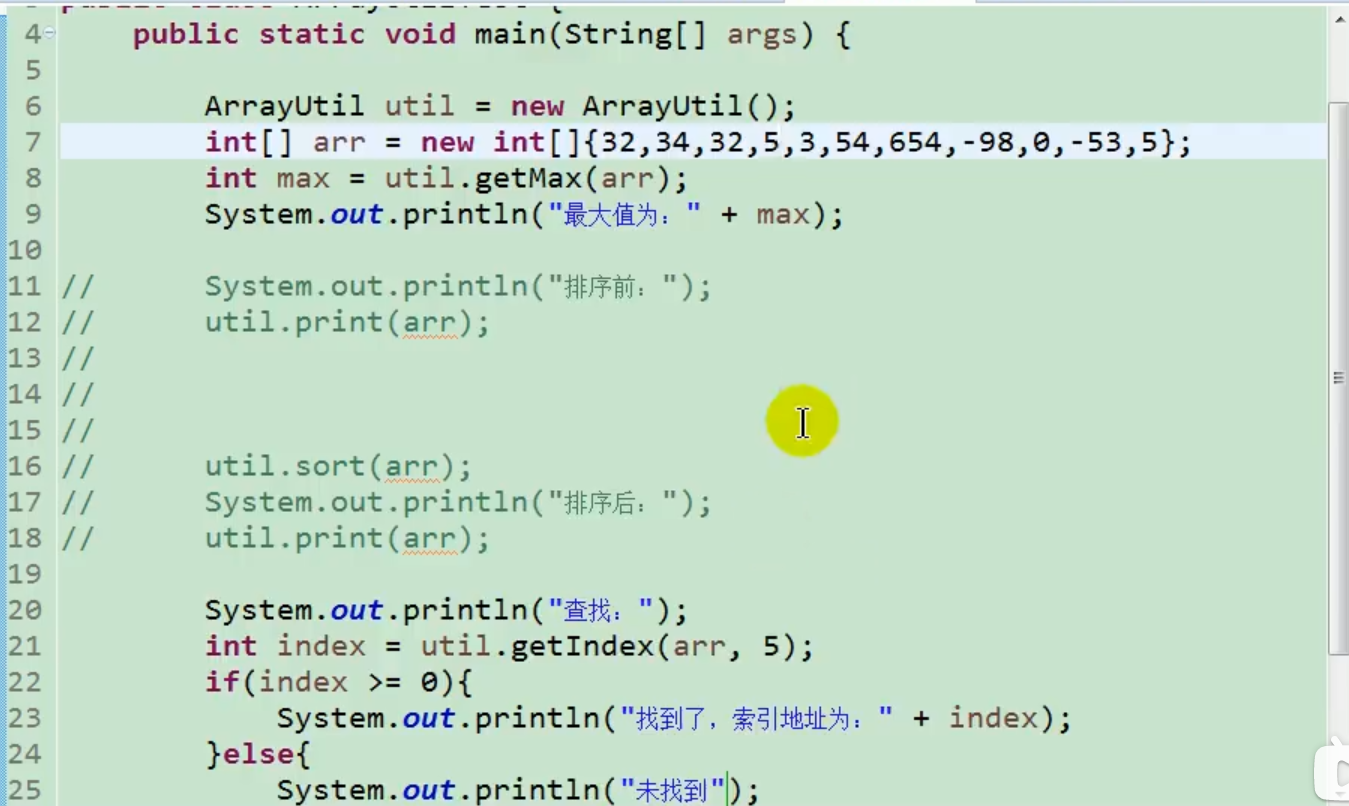 4 public static void main(String[] args) {
5
6 ArrayUtil util = new ArrayUtil();
7 int[] arr = new int[]{32,34,32,5,3,54,654,-98,0,-53,5};
8 int max = util.getMax(arr);
9 System.out.println("最大值为：" + max);
10
11 // System.out.println("排序前：");
12 // util.print(arr);
13 //
14 //
15 //
16 // util.sort(arr);
17 // System.out.println("排序后：");
18 // util.print(arr);
19
20 System.out.println("查找：");
21 int index = util.getIndex(arr, 5);
22 if(index >= 0){
23 System.out.println("找到了，索引地址为：" + index);
24 }else{
25 System.out.println("未找到");